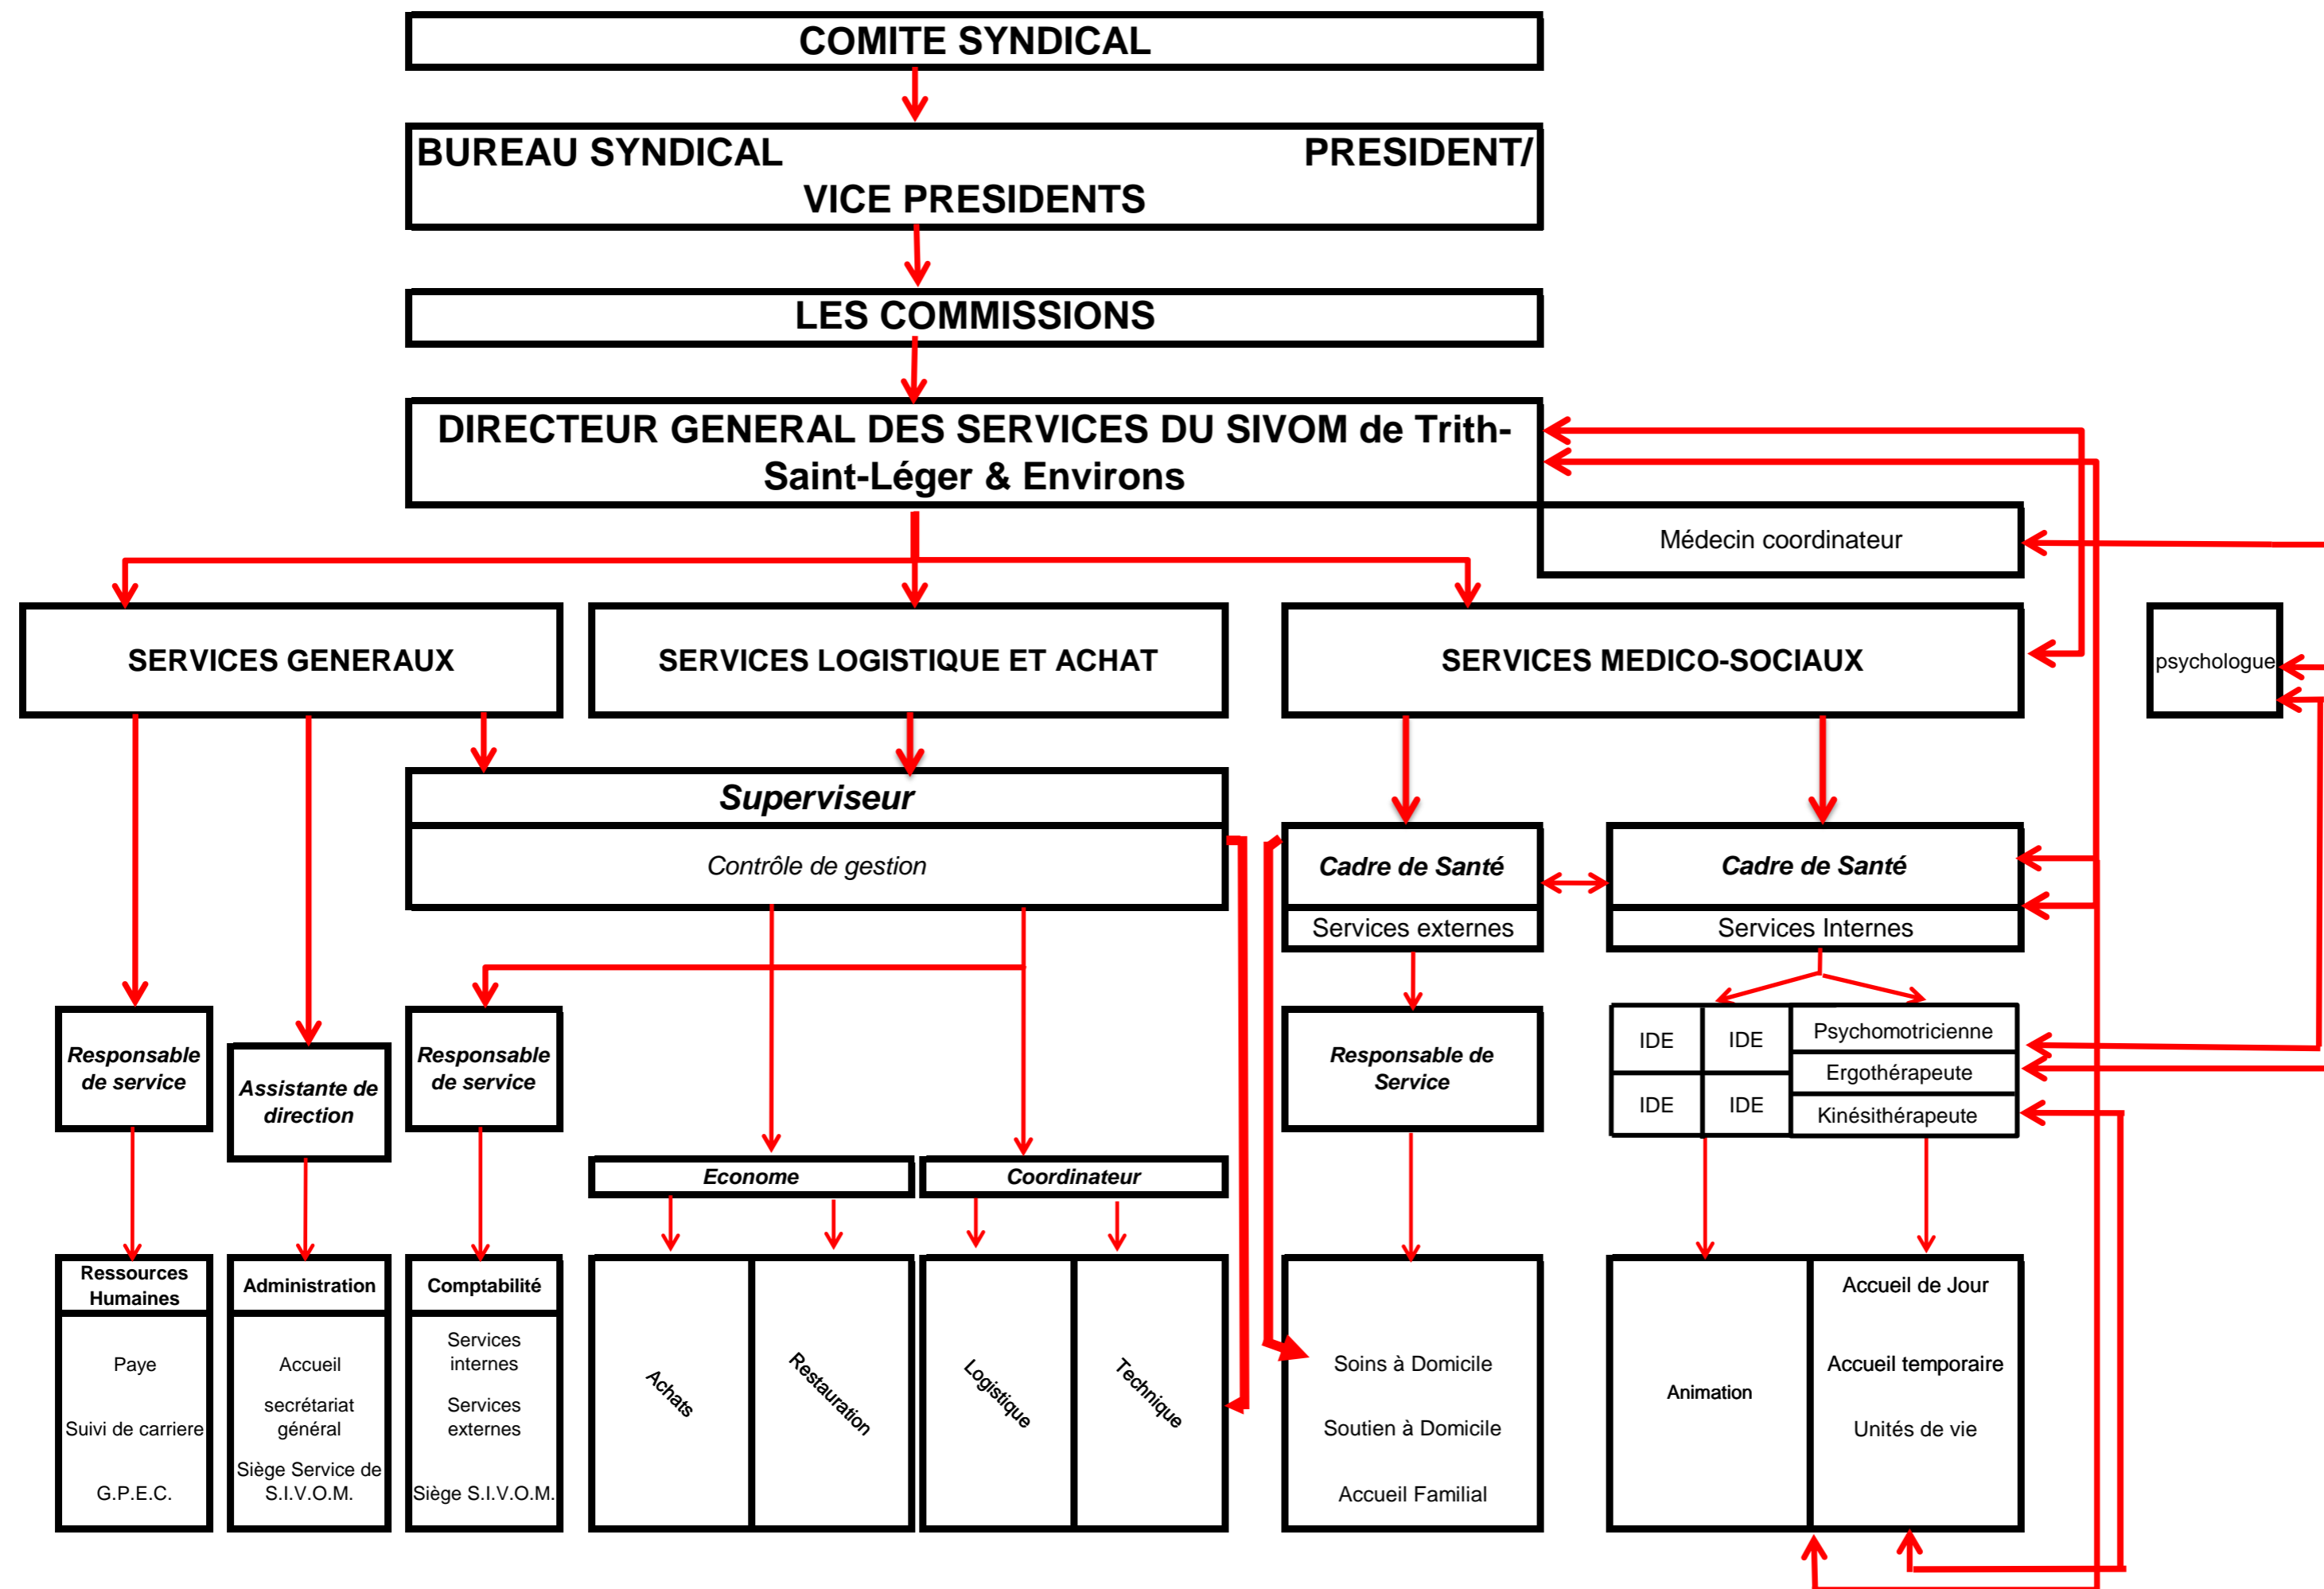 COMITE SYNDICAL
BUREAU SYNDICAL PRESIDENT/
VICE PRESIDENTS
LES COMMISSIONS
DIRECTEUR GENERAL DES SERVICES DU SIVOM de Trith-
Saint-Léger & Environs
Médecin coordinateur
SERVICES GENERAUX
SERVICES LOGISTIQUE ET ACHAT
SERVICES MEDICO-SOCIAUX
psychologue
Superviseur
Contrôle de gestion
Cadre de Santé
Services externes
Cadre de Santé
Services Internes
Responsable
de service
Assistante de
direction
Responsable
de service
Responsable de
Service
IDE
IDE
IDE
IDE
Psychomotricienne
Ergothérapeute
Kinésithérapeute
Econome
Coordinateur
Ressources
Humaines
Paye
Suivi de carriere
G.P.E.C.
Administration
Accueil
secrétariat
général
Siège Service de
S.I.V.O.M.
Comptabilité
Services
internes
Services
externes
Siège S.I.V.O.M.
Achats
Restauration
Logistique
Technique
Soins à Domicile
Soutien à Domicile
Accueil Familial
Animation
Accueil de Jour
Accueil temporaire
Unités de vie